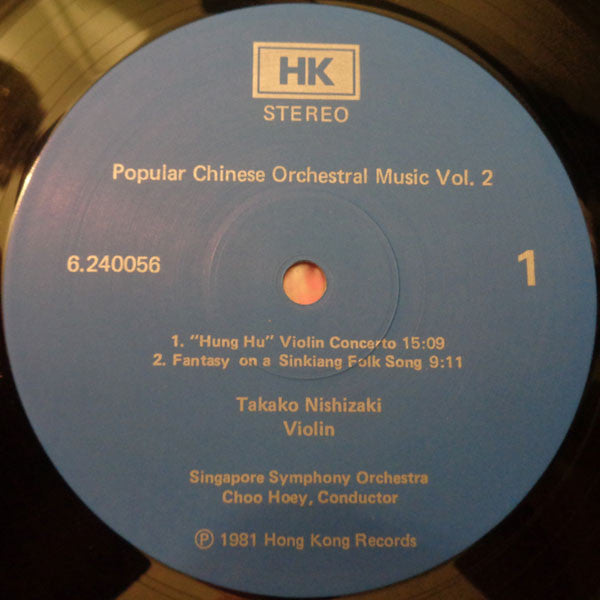 HK
STEREO
Popular Chinese Orchestral Music Vol. 2
6.240056
1
1. "Hung Hu" Violin Concerto 15:09
2. Fantasy on a Sinkiang Folk Song 9:11
Takako Nishizaki
Violin
Singapore Symphony Orchestra
Choo Hoey, Conductor
Ⓟ 1981 Hong Kong Records